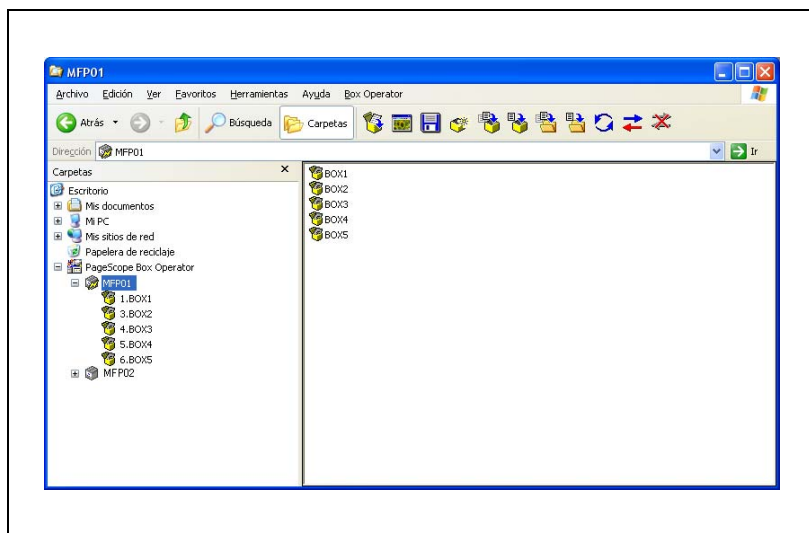 MFP01
Archivo Edición Ver Favoritos Herramientas Ayuda Box Operator
Atrás Búsqueda Carpetas
Dirección MFP01 Ir
Carpetas
Escritorio
Mis documentos
Mi PC
Mis sitios de red
Papelera de reciclaje
PageScope Box Operator
MFP01
1.BOX1
3.BOX2
4.BOX3
5.BOX4
6.BOX5
MFP02
BOX1
BOX2
BOX3
BOX4
BOX5